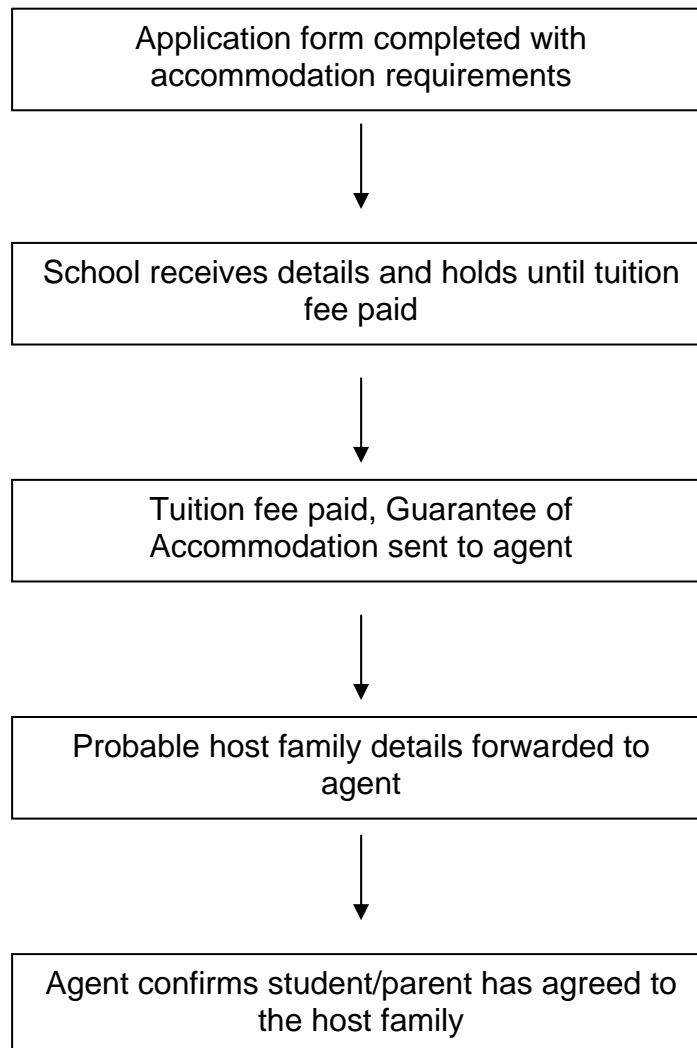 Application form completed with
accommodation requirements
School receives details and holds until tuition
fee paid
Tuition fee paid, Guarantee of
Accommodation sent to agent
Probable host family details forwarded to
agent
Agent confirms student/parent has agreed to
the host family